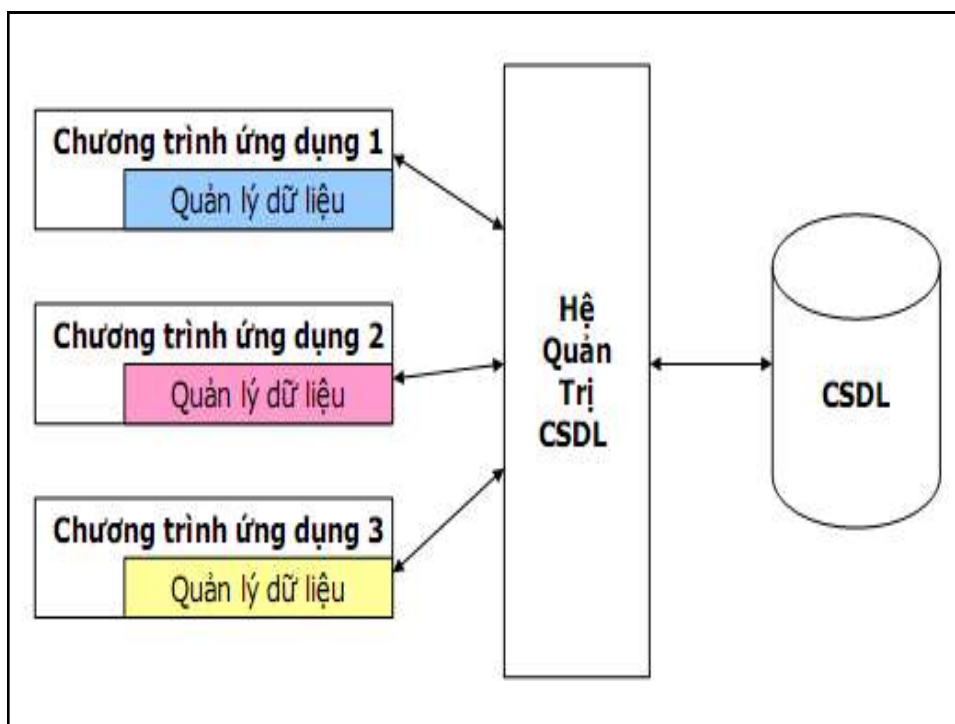 Chương trình ứng dụng 1
Quản lý dữ liệu
Chương trình ứng dụng 2
Quản lý dữ liệu
Chương trình ứng dụng 3
Quản lý dữ liệu
Hệ
Quản
Trị
CSDL
CSDL